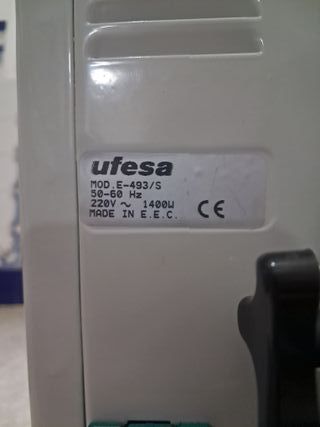 ufesa
MOD.E-493/S
50-60 Hz
220V ~ 1400W
MADE IN E.E.C. CE